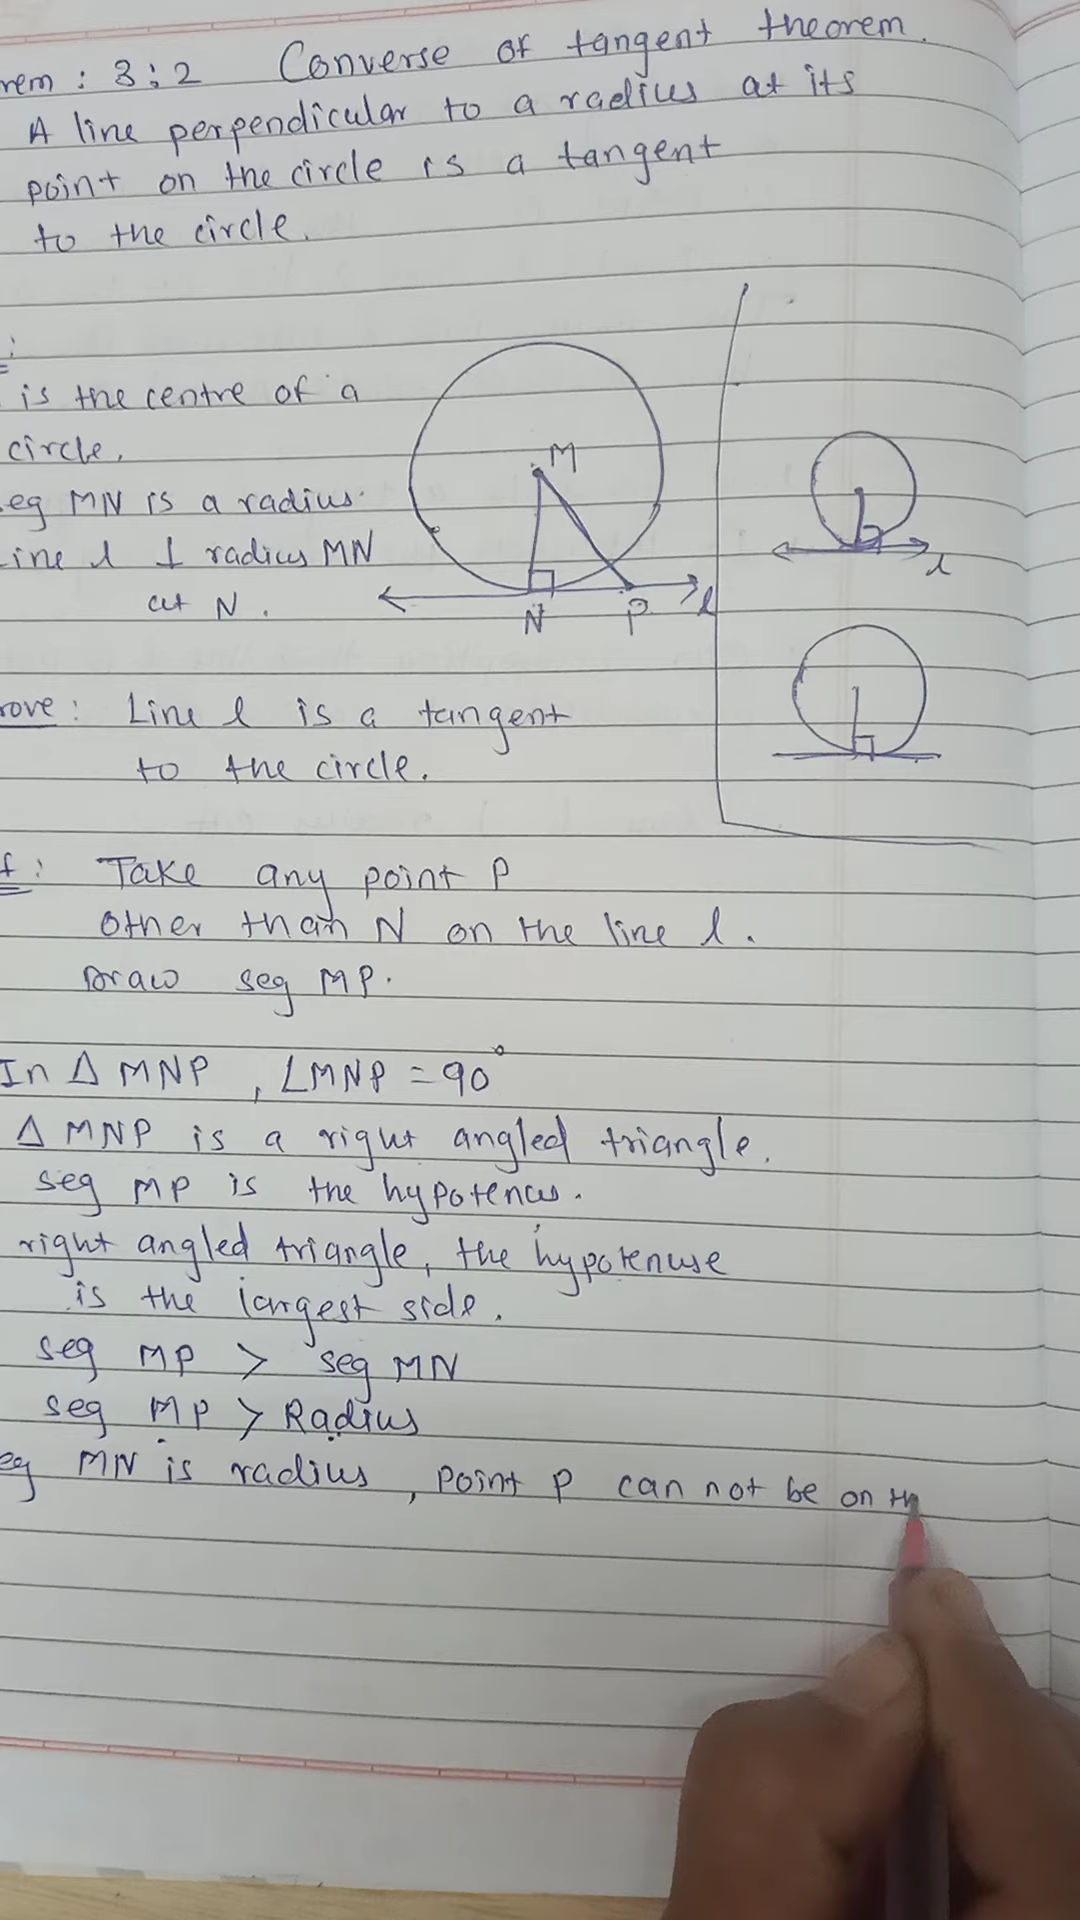 rem : 3:2 Converse of tangent theorem.
A line perpendicular to a radius at its
point on the circle is a tangent
to the circle.
:
is the centre of a
circle.
eg MN is a radius.
ine l ⊥ radius MN
at N.
M
N
P
l
l
rove: Line l is a tangent
to the circle.
f: Take any point P
other than N on the line l.
Draw seg MP.
In △ MNP, ∠MNP = 90°
△ MNP is a right angled triangle.
seg MP is the hypotenus.
right angled triangle, the hypotenuse
is the largest side.
seg MP > seg MN
seg MP > Radius
eg MN is radius, point P can not be on th